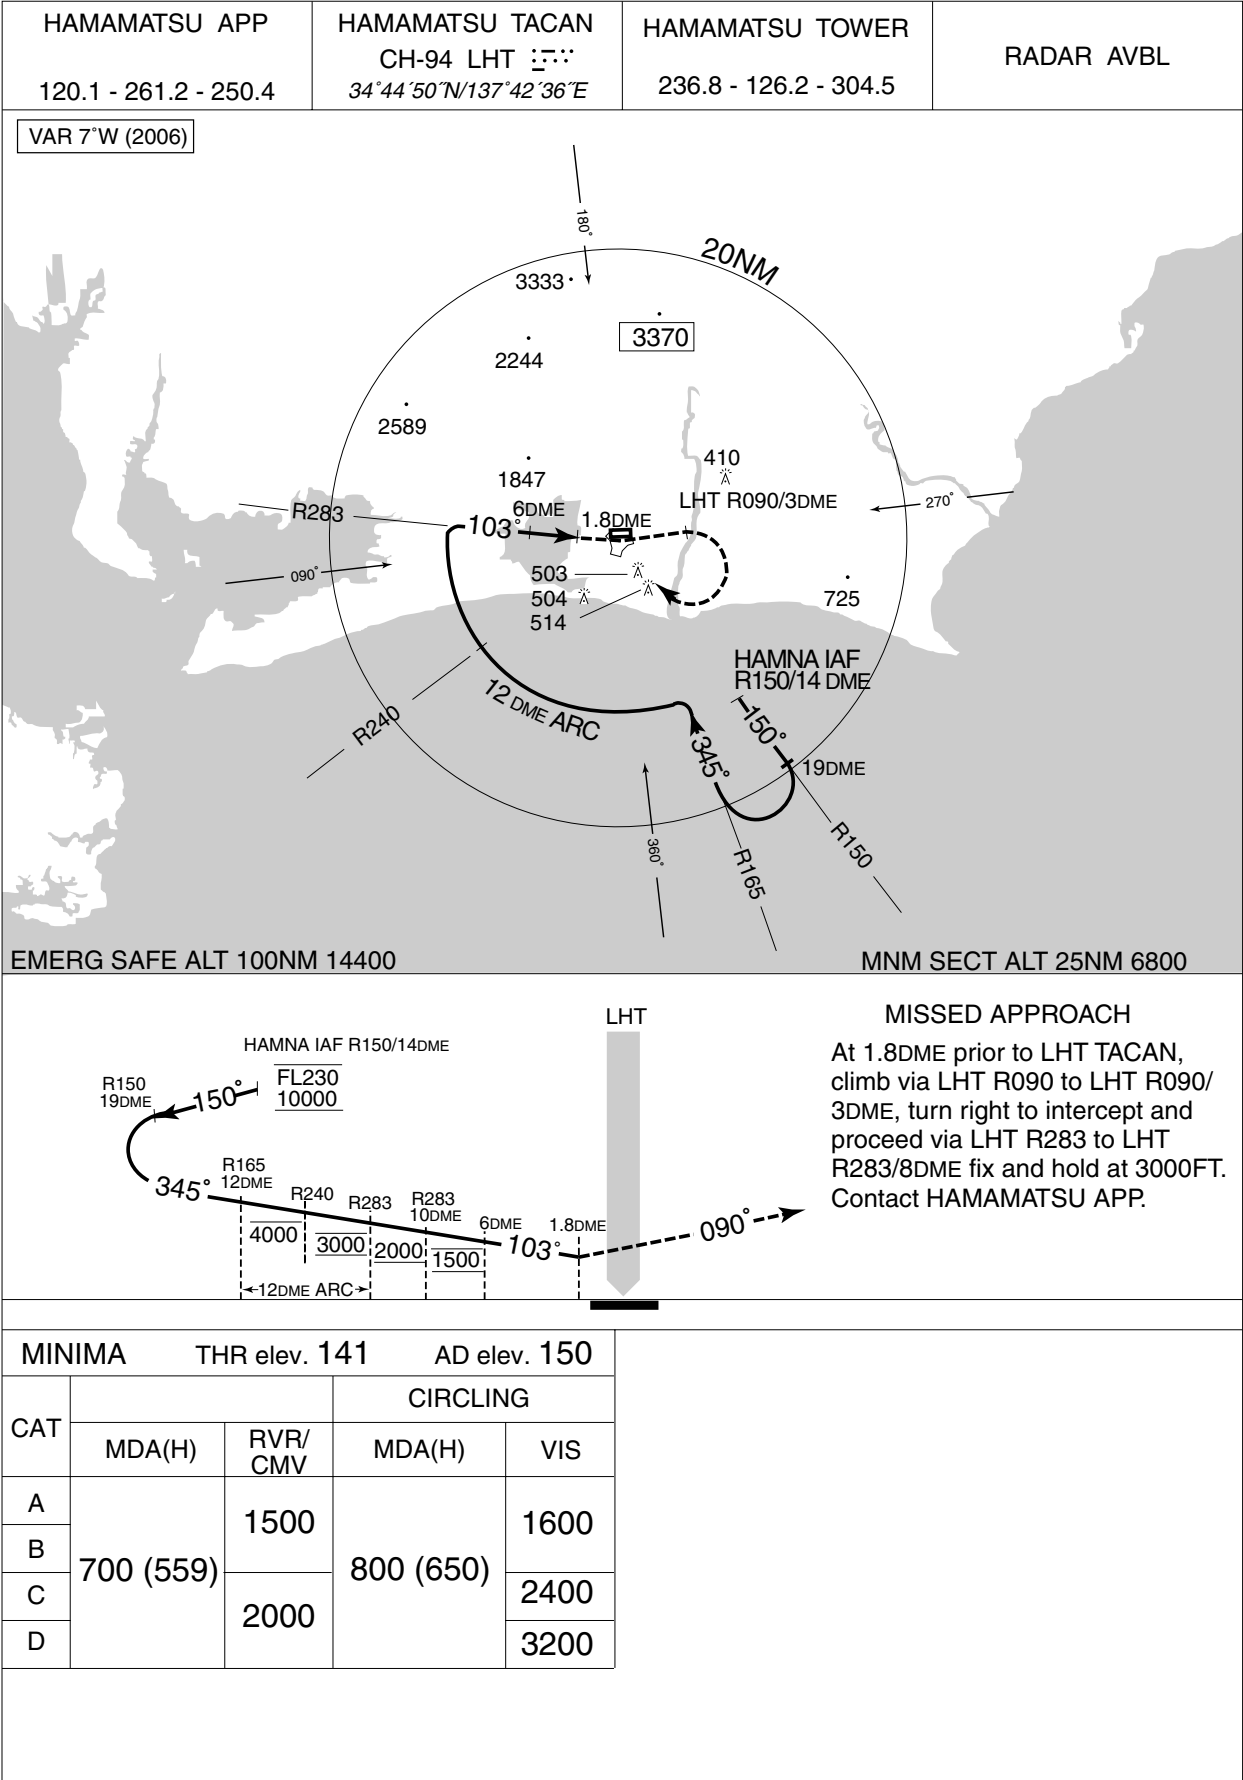 HAMAMATSU APP
120.1 - 261.2 - 250.4
HAMAMATSU TACAN
CH-94 LHT
34°44´50˝N/137°42´36˝E
HAMAMATSU TOWER
236.8 - 126.2 - 304.5
RADAR AVBL
VAR 7°W (2006)
180°
20NM
3333
3370
2244
2589
1847
410
LHT R090/3DME
R283
103°
6DME
1.8DME
270°
090°
503
504
514
725
HAMNA IAF
R150/14 DME
150°
19DME
R240
12 DME ARC
345°
360°
R165
R150
EMERG SAFE ALT 100NM 14400
MNM SECT ALT 25NM 6800
LHT
HAMNA IAF R150/14DME
FL230
10000
R150
19DME
150°
345°
R165
12DME
R240
R283
R283
10DME
6DME
1.8DME
4000
3000
2000
1500
103°
090°
12DME ARC
MISSED APPROACH
At 1.8DME prior to LHT TACAN,
climb via LHT R090 to LHT R090/
3DME, turn right to intercept and
proceed via LHT R283 to LHT
R283/8DME fix and hold at 3000FT.
Contact HAMAMATSU APP.
MINIMA THR elev. 141 AD elev. 150
CAT
CIRCLING
MDA(H)
RVR/
CMV
MDA(H)
VIS
A
B
C
D
700 (559)
1500
2000
800 (650)
1600
2400
3200